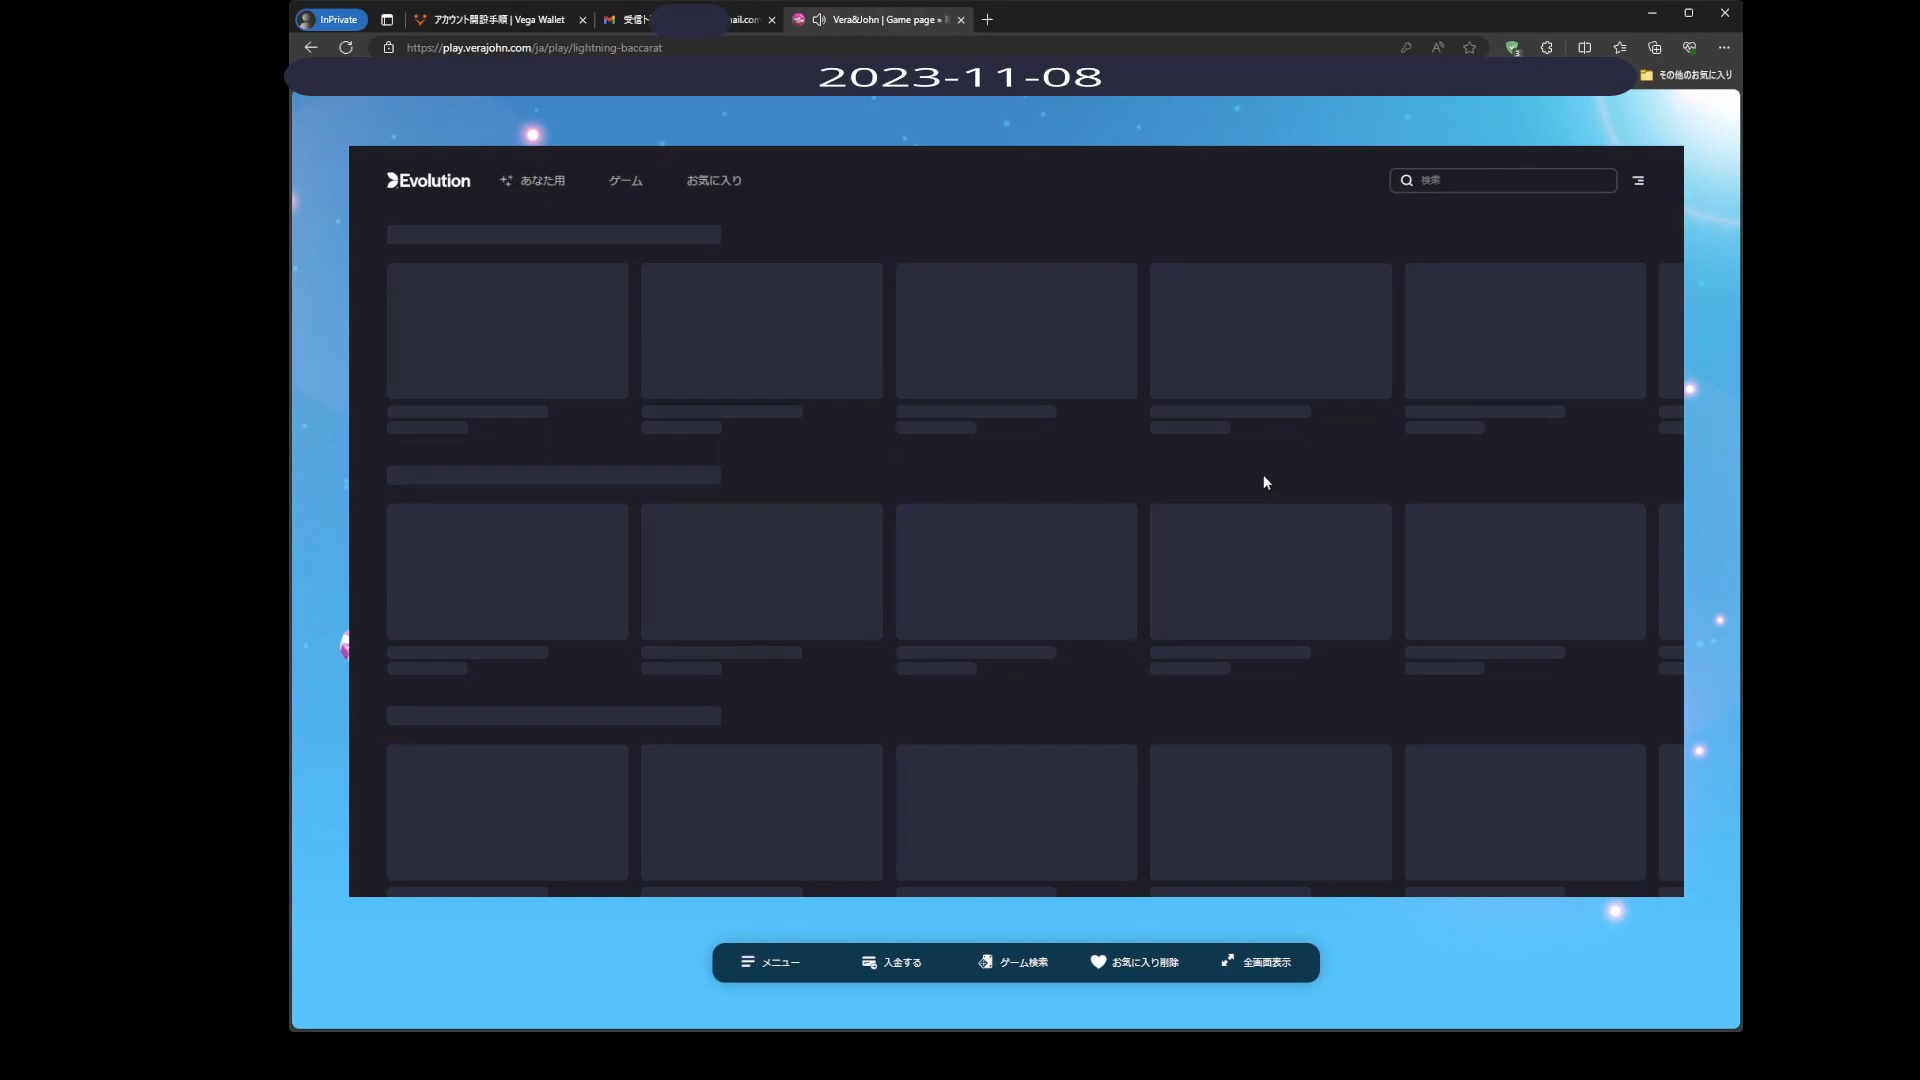 InPrivate
アカウント開設手順 | Vega Wallet
受信ト
ail.com
Vera&John | Game page »
https://play.verajohn.com/ja/play/lightning-baccarat
2023-11-08
その他のお気に入り
Evolution
あなた用
ゲーム
お気に入り
検索
メニュー
入金する
ゲーム検索
お気に入り削除
全画面表示